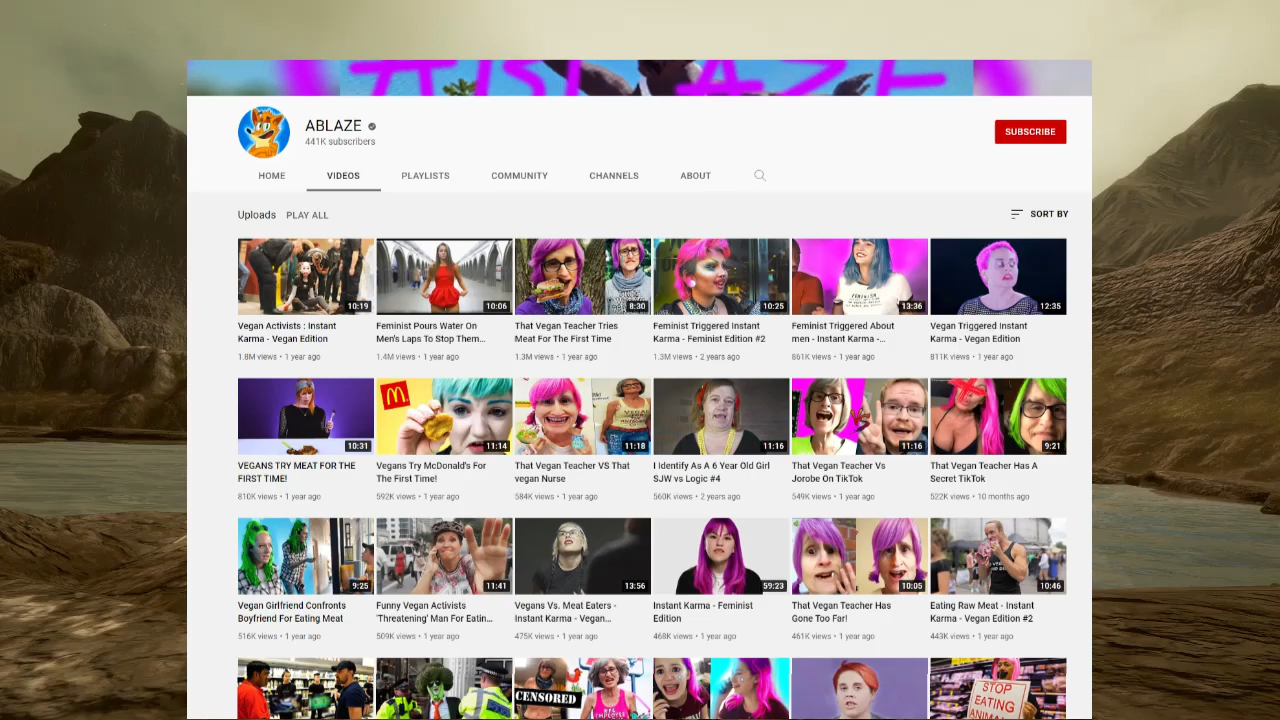 ABLAZE
ABLAZE
441K subscribers
SUBSCRIBE
HOME VIDEOS PLAYLISTS COMMUNITY CHANNELS ABOUT
Uploads PLAY ALL
SORT BY
10:19 10:06 8:30 10:25 13:36 12:35
Vegan Activists : Instant
Karma - Vegan Edition
1.8M views • 1 year ago
Feminist Pours Water On
Men's Laps To Stop Them...
1.4M views • 1 year ago
That Vegan Teacher Tries
Meat For The First Time
1.3M views • 1 year ago
Feminist Triggered Instant
Karma - Feminist Edition #2
1.3M views • 2 years ago
Feminist Triggered About
men - Instant Karma -...
861K views • 1 year ago
Vegan Triggered Instant
Karma - Vegan Edition
811K views • 1 year ago
10:31 11:14 11:18 11:16 11:16 9:21
VEGANS TRY MEAT FOR THE
FIRST TIME!
810K views • 1 year ago
Vegans Try McDonald's For
The First Time!
592K views • 1 year ago
That Vegan Teacher VS That
vegan Nurse
584K views • 1 year ago
I Identify As A 6 Year Old Girl
SJW vs Logic #4
560K views • 2 years ago
That Vegan Teacher Vs
Jorobe On TikTok
549K views • 1 year ago
That Vegan Teacher Has A
Secret TikTok
522K views • 10 months ago
9:25 11:41 13:56 59:23 10:05 10:46
Vegan Girlfriend Confronts
Boyfriend For Eating Meat
516K views • 1 year ago
Funny Vegan Activists
'Threatening' Man For Eatin...
509K views • 1 year ago
Vegans Vs. Meat Eaters -
Instant Karma - Vegan...
475K views • 1 year ago
Instant Karma - Feminist
Edition
468K views • 1 year ago
That Vegan Teacher Has
Gone Too Far!
461K views • 1 year ago
Eating Raw Meat - Instant
Karma - Vegan Edition #2
443K views • 1 year ago
CENSORED
STOP
EATING